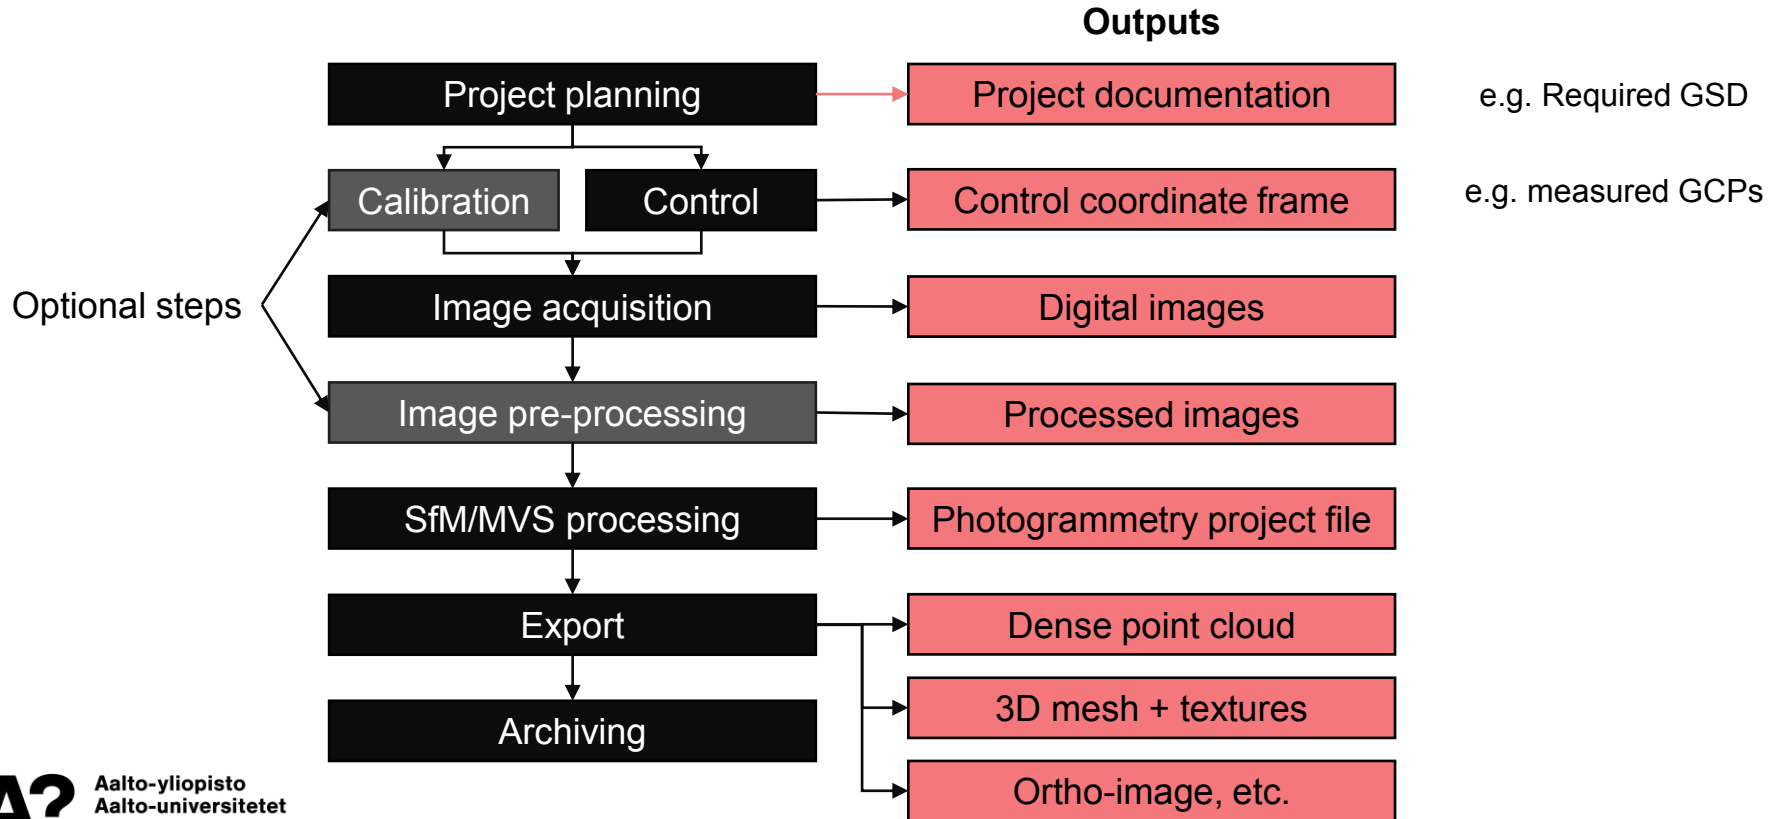 Outputs
Project planning
Project documentation
e.g. Required GSD
Calibration
Control
Control coordinate frame
e.g. measured GCPs
Optional steps
Image acquisition
Digital images
Image pre-processing
Processed images
SfM/MVS processing
Photogrammetry project file
Export
Dense point cloud
3D mesh + textures
Archiving
Ortho-image, etc.
A?
Aalto-yliopisto
Aalto-universitetet